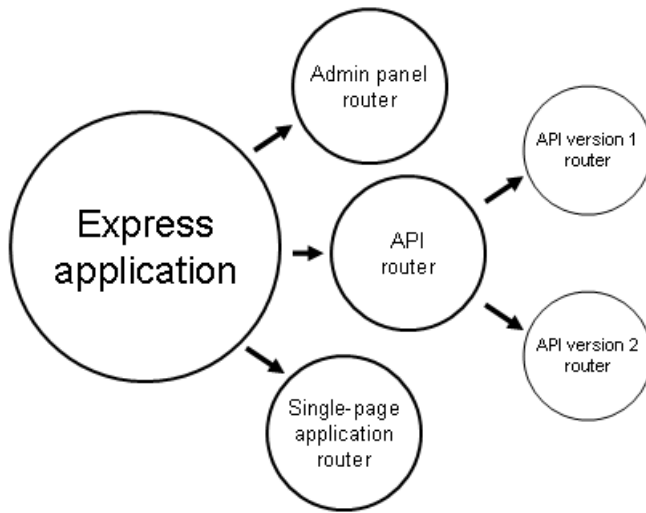 Express
application
Admin panel
router
API
router
Single-page
application
router
API version 1
router
API version 2
router